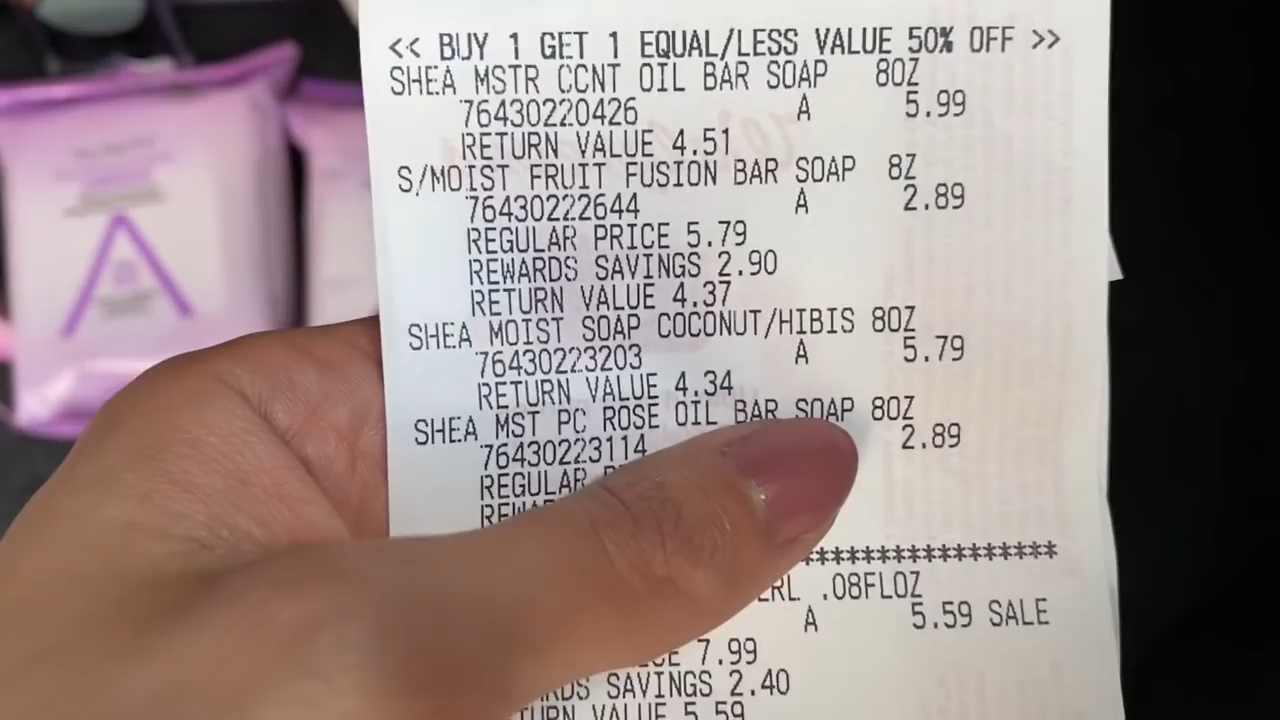 << BUY 1 GET 1 EQUAL/LESS VALUE 50% OFF >>
SHEA MSTR CCNT OIL BAR SOAP 8OZ
76430220426 A 5.99
RETURN VALUE 4.51
S/MOIST FRUIT FUSION BAR SOAP 8Z
76430222644 A 2.89
REGULAR PRICE 5.79
REWARDS SAVINGS 2.90
RETURN VALUE 4.37
SHEA MOIST SOAP COCONUT/HIBIS 8OZ
76430223203 A 5.79
RETURN VALUE 4.34
SHEA MST PC ROSE OIL BAR SOAP 8OZ
76430223114 2.89
REGULAR
*****************
.08FLOZ
A 5.59 SALE
7.99
SAVINGS 2.40
VALUE 5.59